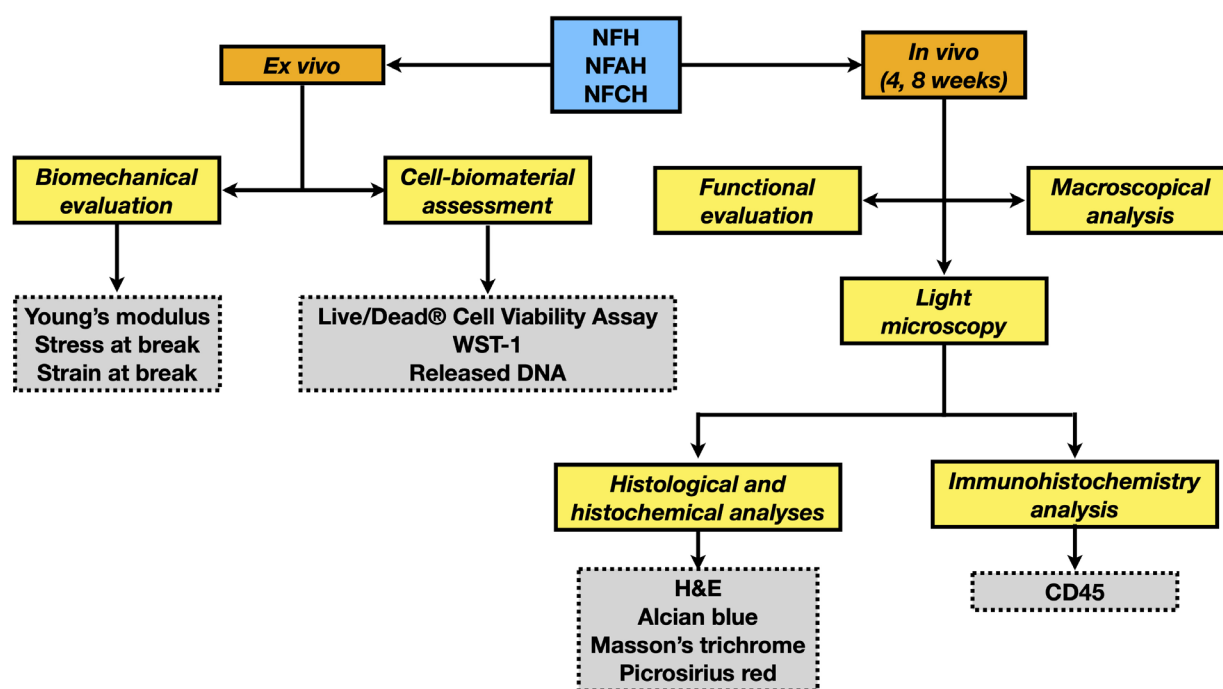 NFH
NFAH
NFCH
Ex vivo
In vivo
(4, 8 weeks)
Biomechanical
evaluation
Cell-biomaterial
assessment
Functional
evaluation
Macroscopical
analysis
Young's modulus
Stress at break
Strain at break
Live/Dead® Cell Viability Assay
WST-1
Released DNA
Light
microscopy
Histological and
histochemical analyses
Immunohistochemistry
analysis
H&E
Alcian blue
Masson's trichrome
Picrosirius red
CD45